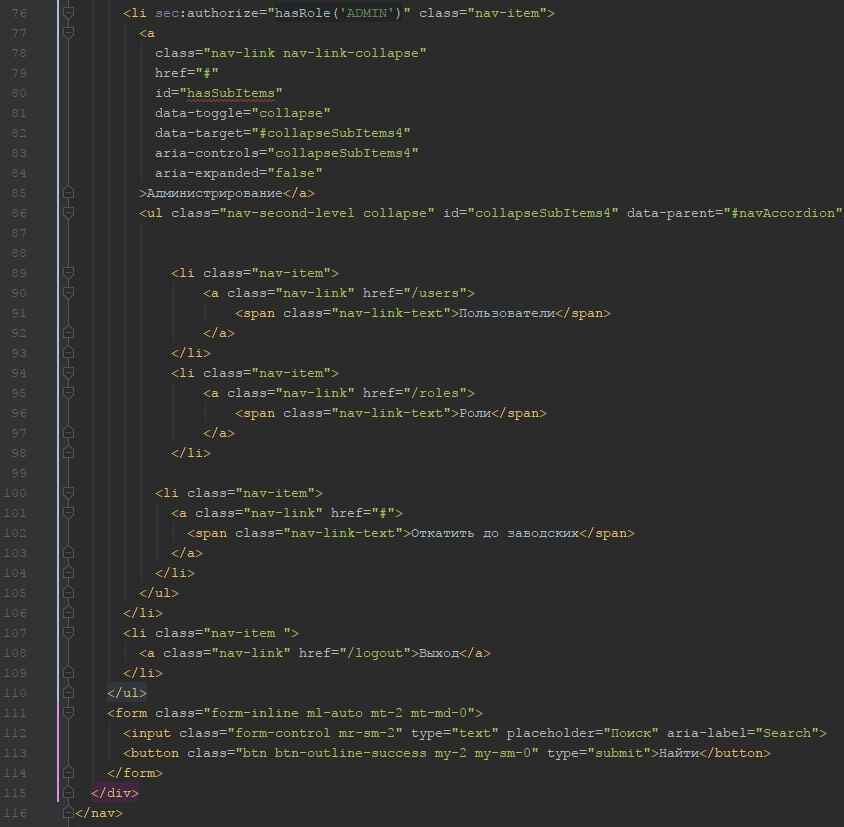 76 <li sec:authorize="hasRole('ADMIN')" class="nav-item">
77 <a
78 class="nav-link nav-link-collapse"
79 href="#"
80 id="hasSubItems"
81 data-toggle="collapse"
82 data-target="#collapseSubItems4"
83 aria-controls="collapseSubItems4"
84 aria-expanded="false"
85 >Администрирование</a>
86 <ul class="nav-second-level collapse" id="collapseSubItems4" data-parent="#navAccordion"
87
88
89 <li class="nav-item">
90 <a class="nav-link" href="/users">
91 <span class="nav-link-text">Пользователи</span>
92 </a>
93 </li>
94 <li class="nav-item">
95 <a class="nav-link" href="/roles">
96 <span class="nav-link-text">Роли</span>
97 </a>
98 </li>
99
100 <li class="nav-item">
101 <a class="nav-link" href="#">
102 <span class="nav-link-text">Откатить до заводских</span>
103 </a>
104 </li>
105 </ul>
106 </li>
107 <li class="nav-item ">
108 <a class="nav-link" href="/logout">Выход</a>
109 </li>
110 </ul>
111 <form class="form-inline ml-auto mt-2 mt-md-0">
112 <input class="form-control mr-sm-2" type="text" placeholder="Поиск" aria-label="Search">
113 <button class="btn btn-outline-success my-2 my-sm-0" type="submit">Найти</button>
114 </form>
115 </div>
116 </nav>